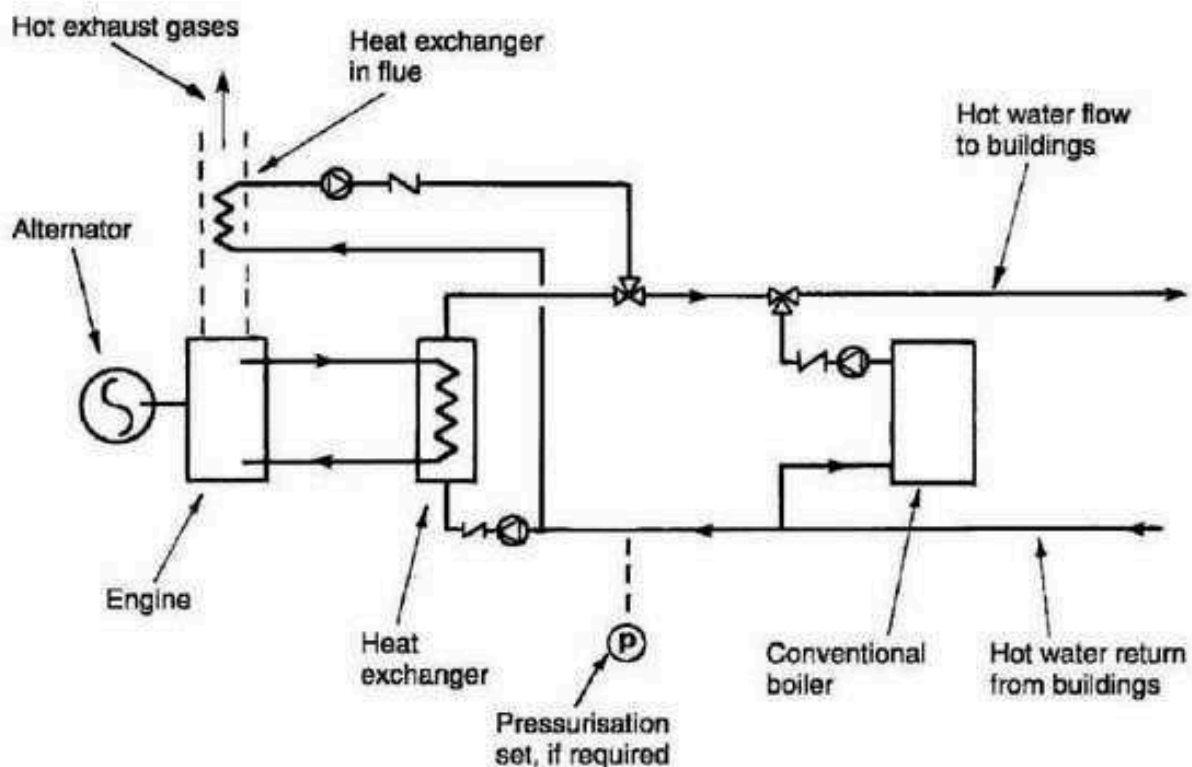 Hot exhaust gases
Heat exchanger
in flue
Hot water flow
to buildings
Alternator
Engine
Heat
exchanger
P
Pressurisation
set, if required
Conventional
boiler
Hot water return
from buildings